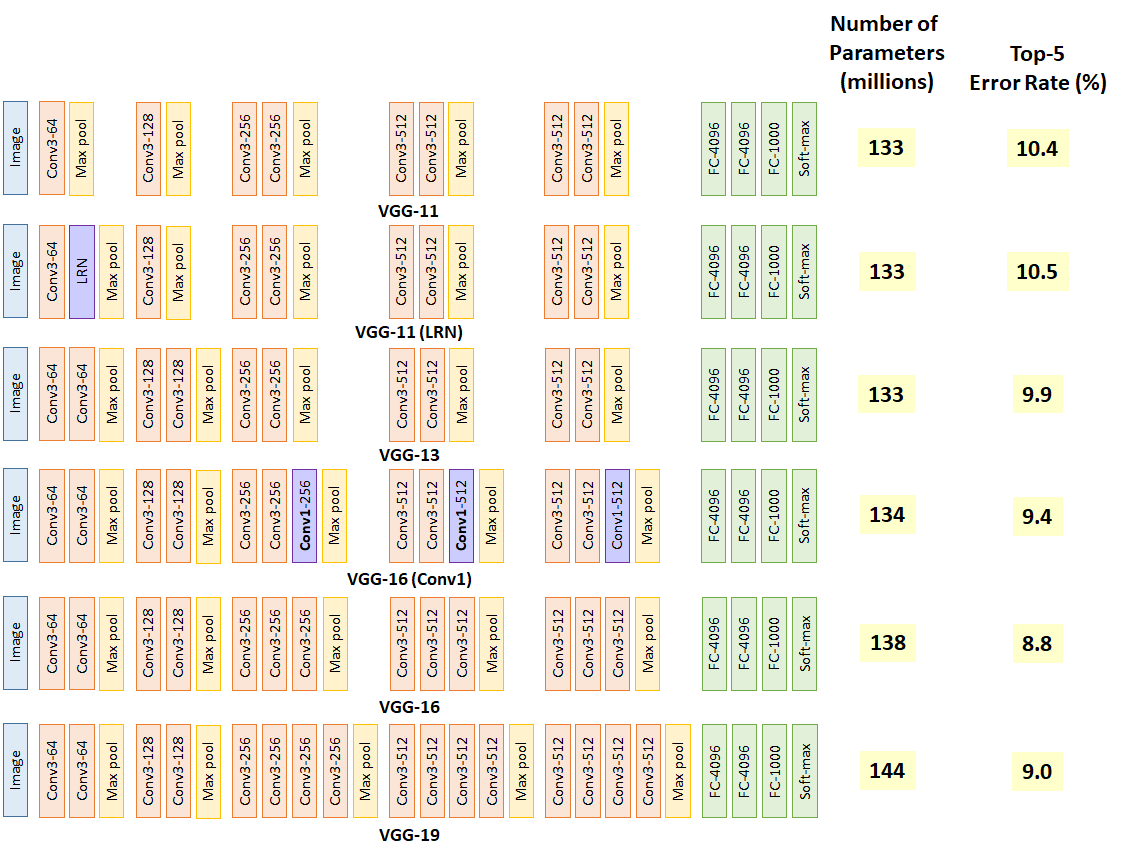 Number of
Parameters
(millions)
Top-5
Error Rate (%)
Image Conv3-64 Max pool Conv3-128 Max pool Conv3-256 Conv3-256 Max pool Conv3-512 Conv3-512 Max pool Conv3-512 Conv3-512 Max pool FC-4096 FC-4096 FC-1000 Soft-max 133 10.4
VGG-11
Image Conv3-64 LRN Max pool Conv3-128 Max pool Conv3-256 Conv3-256 Max pool Conv3-512 Conv3-512 Max pool Conv3-512 Conv3-512 Max pool FC-4096 FC-4096 FC-1000 Soft-max 133 10.5
VGG-11 (LRN)
Image Conv3-64 Conv3-64 Max pool Conv3-128 Conv3-128 Max pool Conv3-256 Conv3-256 Max pool Conv3-512 Conv3-512 Max pool Conv3-512 Conv3-512 Max pool FC-4096 FC-4096 FC-1000 Soft-max 133 9.9
VGG-13
Image Conv3-64 Conv3-64 Max pool Conv3-128 Conv3-128 Max pool Conv3-256 Conv3-256 Conv1-256 Max pool Conv3-512 Conv3-512 Conv1-512 Max pool Conv3-512 Conv3-512 Conv1-512 Max pool FC-4096 FC-4096 FC-1000 Soft-max 134 9.4
VGG-16 (Conv1)
Image Conv3-64 Conv3-64 Max pool Conv3-128 Conv3-128 Max pool Conv3-256 Conv3-256 Conv3-256 Max pool Conv3-512 Conv3-512 Conv3-512 Max pool Conv3-512 Conv3-512 Conv3-512 Max pool FC-4096 FC-4096 FC-1000 Soft-max 138 8.8
VGG-16
Image Conv3-64 Conv3-64 Max pool Conv3-128 Conv3-128 Max pool Conv3-256 Conv3-256 Conv3-256 Conv3-256 Max pool Conv3-512 Conv3-512 Conv3-512 Conv3-512 Max pool Conv3-512 Conv3-512 Conv3-512 Conv3-512 Max pool FC-4096 FC-4096 FC-1000 Soft-max 144 9.0
VGG-19